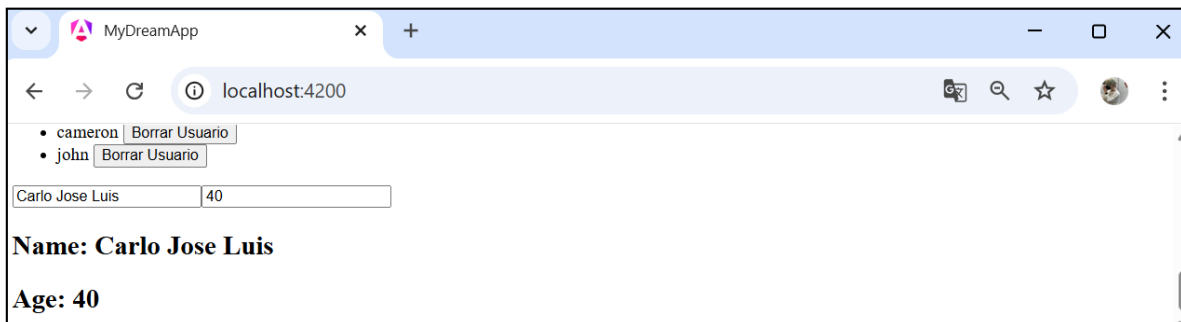 MyDreamApp
localhost:4200
cameron Borrar Usuario
john Borrar Usuario
Carlo Jose Luis 40
Name: Carlo Jose Luis
Age: 40